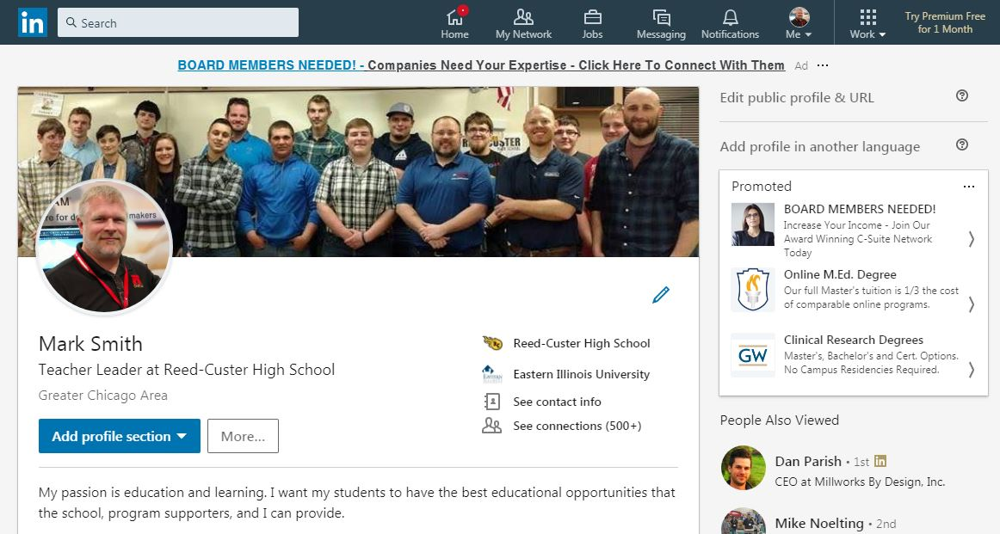 in
Search
Home
My Network
Jobs
Messaging
Notifications
Me
Work
Try Premium Free
for 1 Month
BOARD MEMBERS NEEDED! - Companies Need Your Expertise - Click Here To Connect With Them Ad ...
makers
Mark Smith
Teacher Leader at Reed-Custer High School
Greater Chicago Area
Add profile section
More...
Reed-Custer High School
Eastern Illinois University
See contact info
See connections (500+)
My passion is education and learning. I want my students to have the best educational opportunities that
the school, program supporters, and I can provide.
Edit public profile & URL
Add profile in another language
Promoted ...
BOARD MEMBERS NEEDED!
Increase Your Income - Join Our
Award Winning C-Suite Network
Today
Online M.Ed. Degree
Our full Master's tuition is 1/3 the cost
of comparable online programs.
GW
Clinical Research Degrees
Master's, Bachelor's and Cert. Options.
No Campus Residencies Required.
People Also Viewed
Dan Parish • 1st in
CEO at Millworks By Design, Inc.
Mike Noelting • 2nd